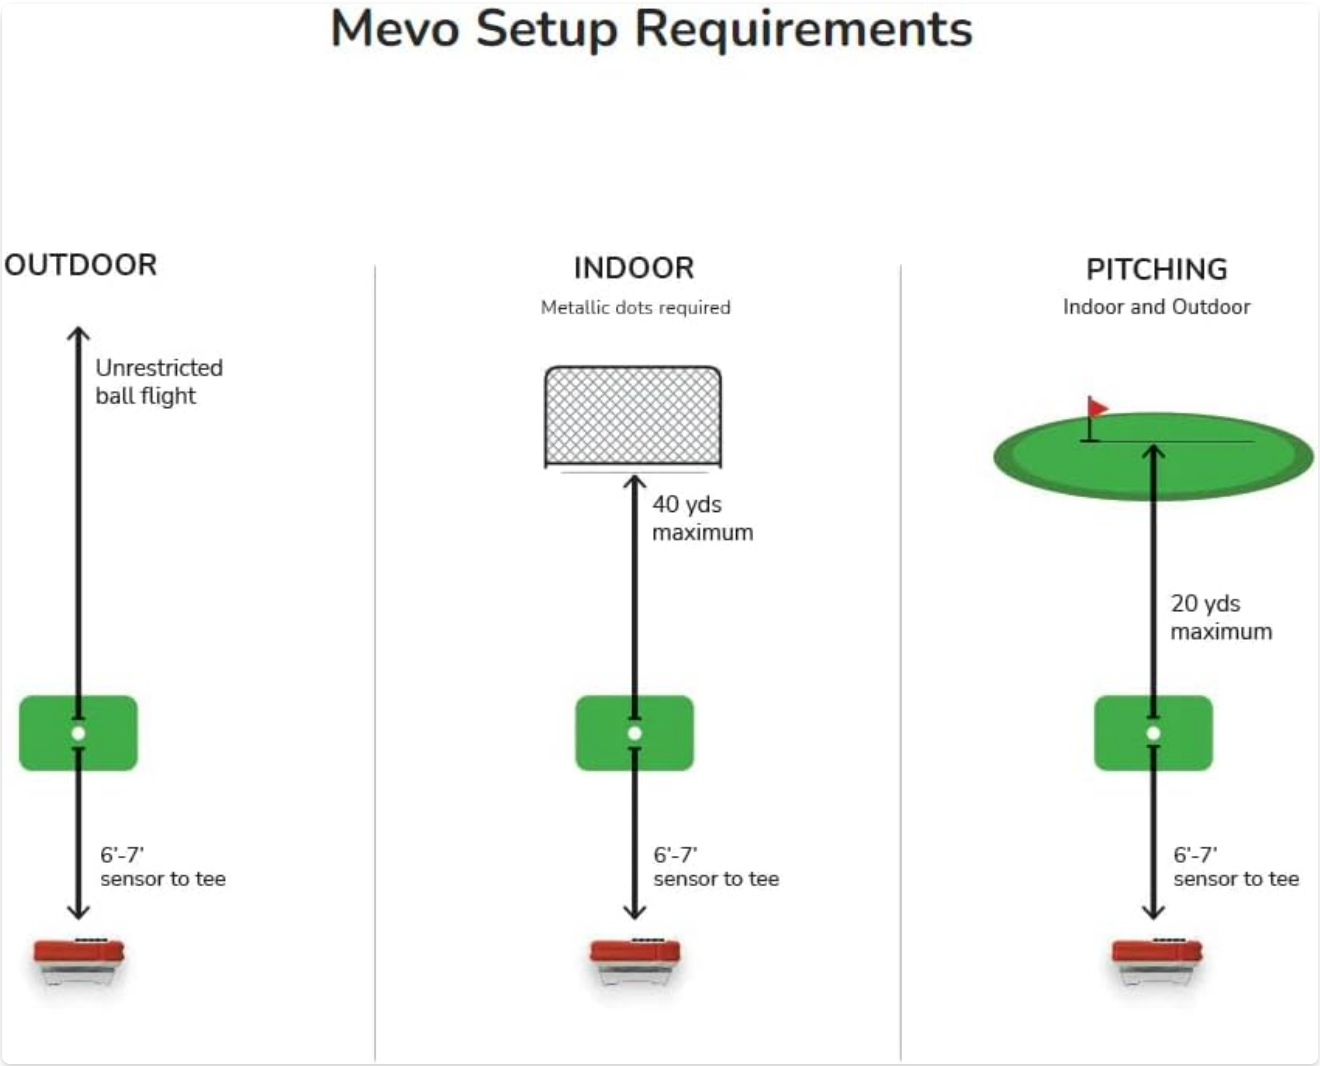 Mevo Setup Requirements
OUTDOOR
Unrestricted
ball flight
6'-7'
sensor to tee
INDOOR
Metallic dots required
40 yds
maximum
6'-7'
sensor to tee
PITCHING
Indoor and Outdoor
20 yds
maximum
6'-7'
sensor to tee